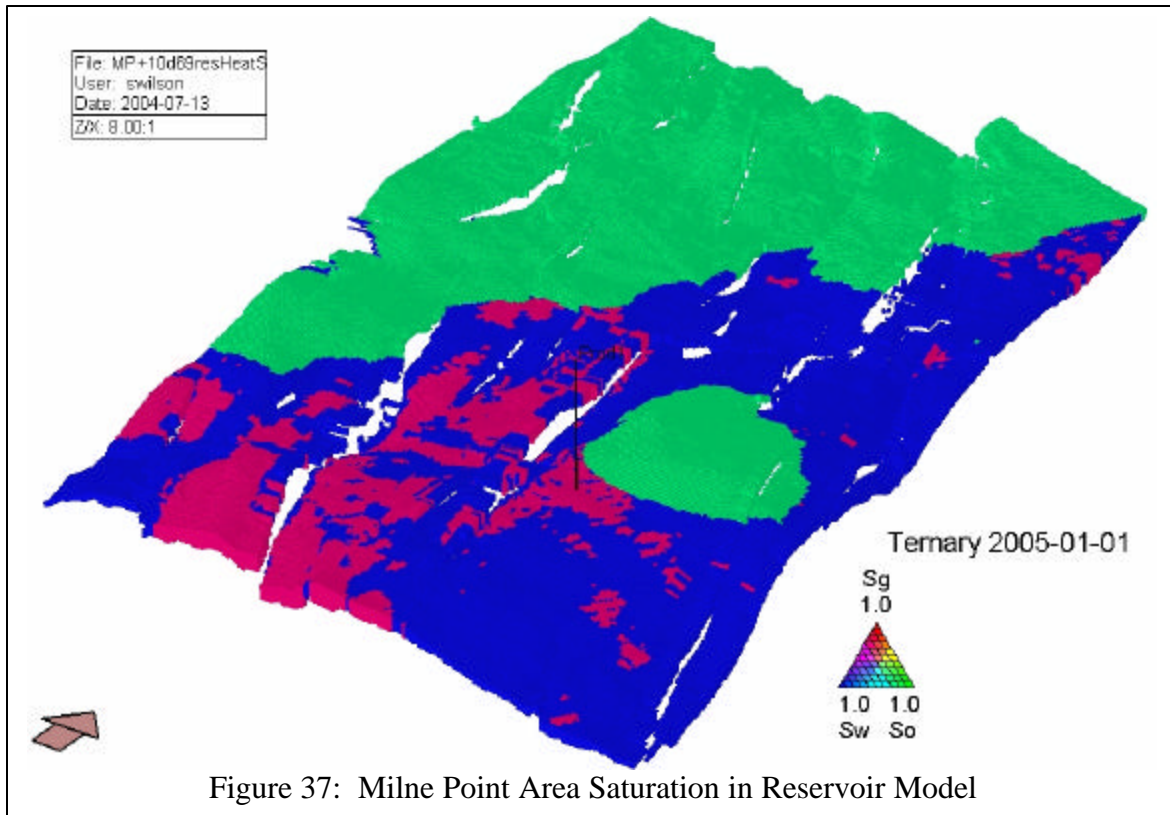 File: MP+10d69resHeatS
User: swilson
Date: 2004-07-13
Z/X: 8.00:1
Ternary 2005-01-01
Sg
1.0
1.0 1.0
Sw So
Figure 37: Milne Point Area Saturation in Reservoir Model